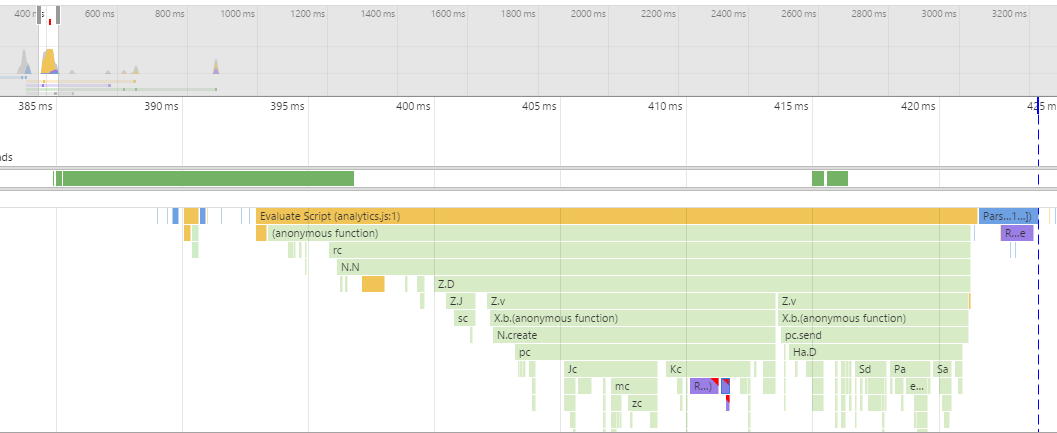 400 ms 600 ms 800 ms 1000 ms 1200 ms 1400 ms 1600 ms 1800 ms 2000 ms 2200 ms 2400 ms 2600 ms 2800 ms 3000 ms 3200 ms
385 ms 390 ms 395 ms 400 ms 405 ms 410 ms 415 ms 420 ms 425 m
ds
Evaluate Script (analytics.js:1) Pars...1...])
(anonymous function) R...e
rc
N.N
Z.D
Z.J Z.v Z.v
sc X.b.(anonymous function) X.b.(anonymous function)
N.create pc.send
pc Ha.D
Jc Kc Sd Pa Sa
mc R...) e...
zc